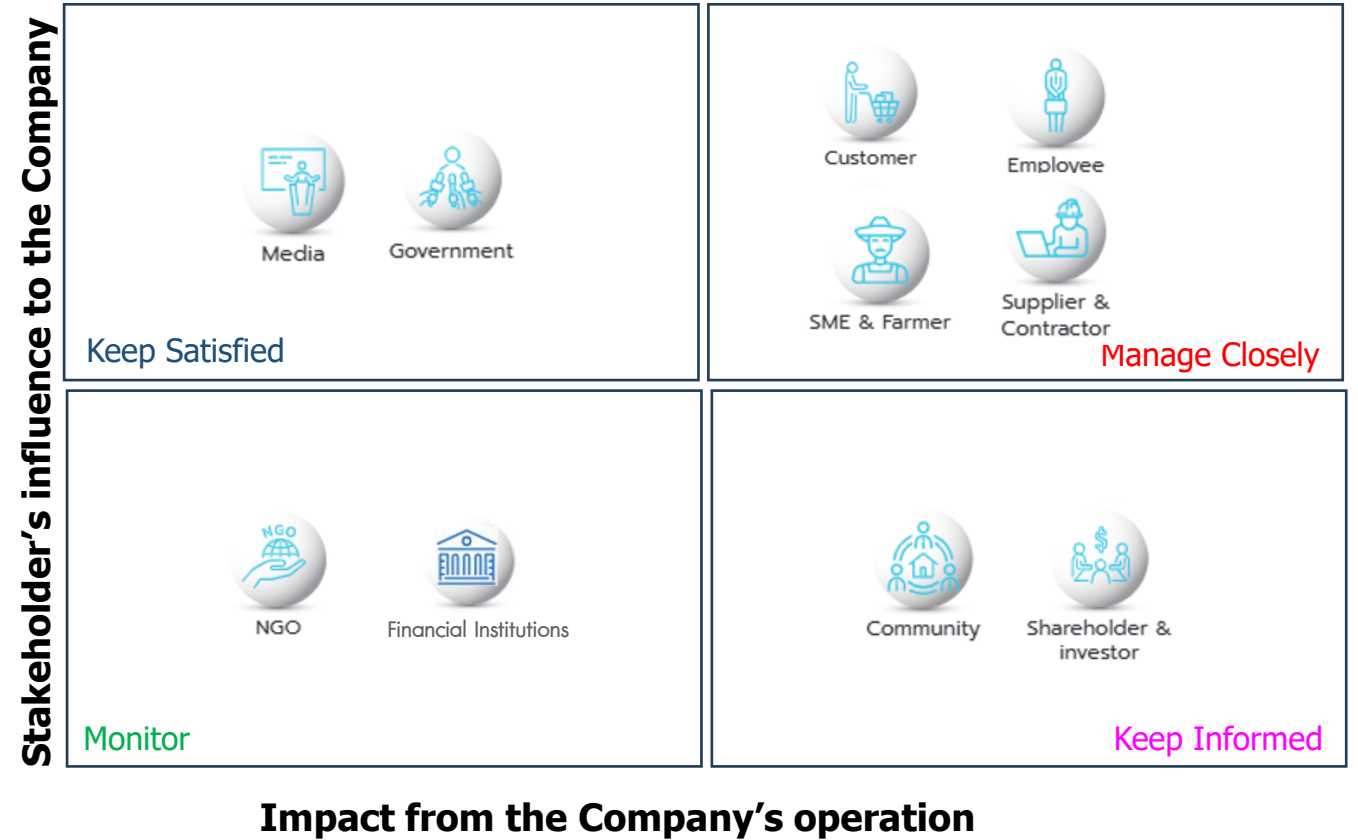 Stakeholder's influence to the Company
Customer
Employee
Media
Government
SME & Farmer
Supplier &
Contractor
Keep Satisfied
Manage Closely
NGO
NGO
Financial Institutions
Community
Shareholder &
investor
Monitor
Keep Informed
Impact from the Company's operation